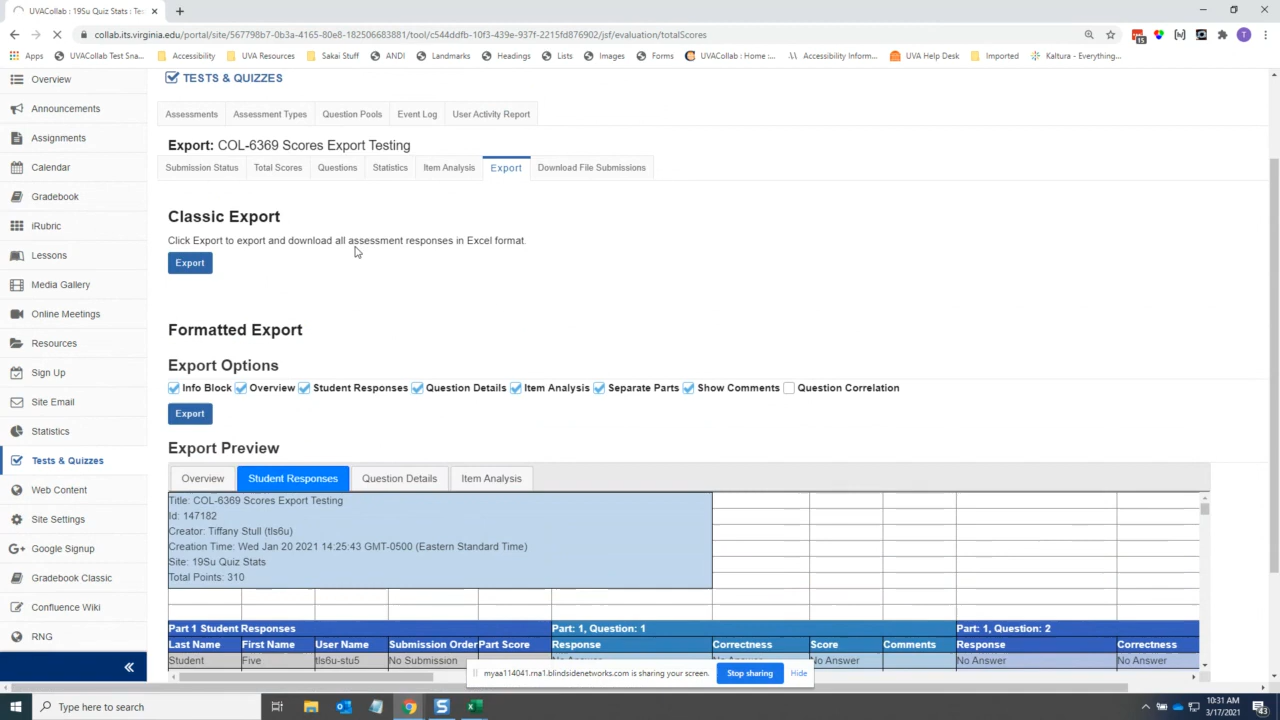 UVACollab : 19Su Quiz Stats : Tes
col.lab.its.virginia.edu/portal/site/567798b7-0b3a-4165-80e8-182506683881/tool/c544ddfb-10f3-439e-937f-2215fd876902/jsf/evaluation/totalScores
15
T
Apps
UVACollab Test Sna...
Accessibility
UVA Resources
Sakai Stuff
ANDI
Landmarks
Headings
Lists
Images
Forms
UVACollab : Home :...
Accessibility Inform...
UVA Help Desk
Imported
Kaltura - Everything...
Overview
Announcements
Assignments
Calendar
Gradebook
iRubric
Lessons
Media Gallery
Online Meetings
Resources
Sign Up
Site Email
Statistics
Tests & Quizzes
Web Content
Site Settings
Google Signup
Gradebook Classic
Confluence Wiki
RNG
TESTS & QUIZZES
Assessments
Assessment Types
Question Pools
Event Log
User Activity Report
Export: COL-6369 Scores Export Testing
Submission Status
Total Scores
Questions
Statistics
Item Analysis
Export
Download File Submissions
Classic Export
Click Export to export and download all assessment responses in Excel format.
Export
Formatted Export
Export Options
Info Block Overview Student Responses Question Details Item Analysis Separate Parts Show Comments Question Correlation
Export
Export Preview
Overview
Student Responses
Question Details
Item Analysis
Title: COL-6369 Scores Export Testing
Id: 147182
Creator: Tiffany Stull (tls6u)
Creation Time: Wed Jan 20 2021 14:25:43 GMT-0500 (Eastern Standard Time)
Site: 19Su Quiz Stats
Total Points: 310
Part 1 Student Responses Part: 1, Question: 1 Part: 1, Question: 2
Last Name First Name User Name Submission Order Part Score Response Correctness Score Comments Response Correctness
Student Five tls6u-stu5 No Submission No Answer No Answer No Answer
myaa114041.rna1.blindsidenetworks.com is sharing your screen.
Stop sharing
Hide
Type here to search
10:31 AM
3/17/2021
43